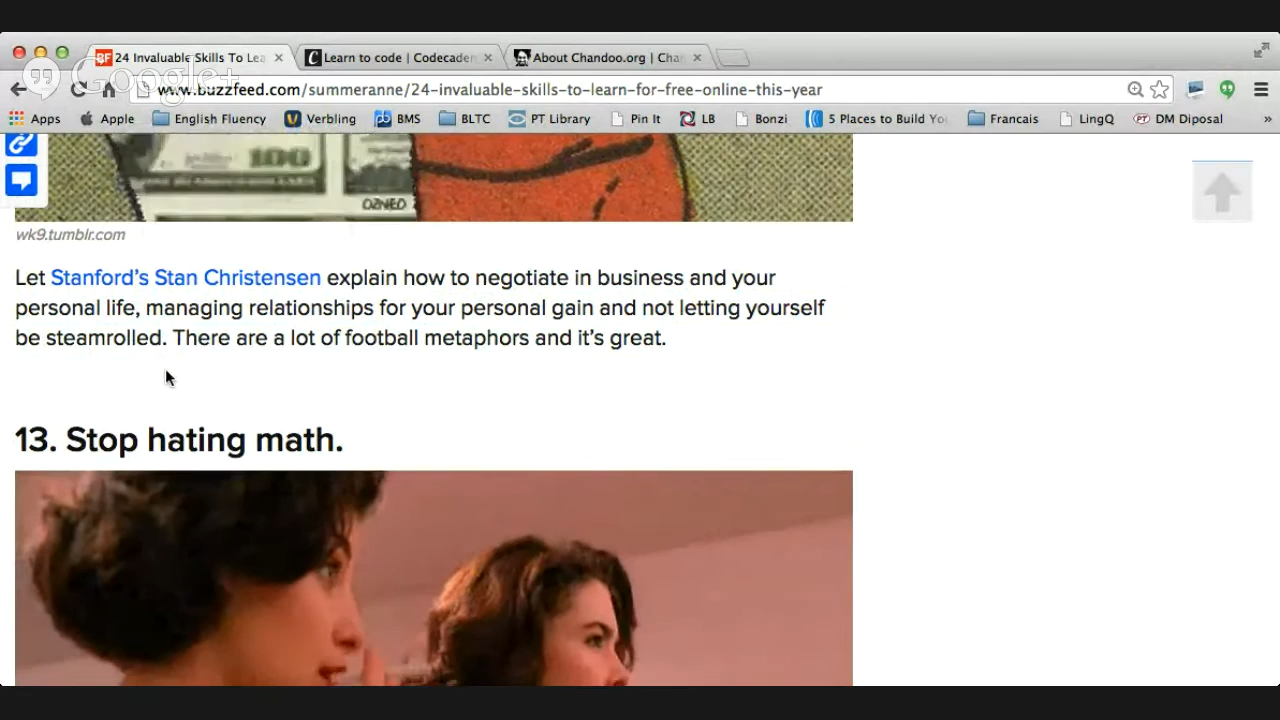 24 Invaluable Skills To Lea
Learn to code | Codecader
About Chandoo.org | Cha
Google+
www.buzzfeed.com/summeranne/24-invaluable-skills-to-learn-for-free-online-this-year
Apps Apple English Fluency Verbling BMS BLTC PT Library Pin It LB Bonzi 5 Places to Build Yo Francais LingQ DM Diposal »
100
OZNED
wk9.tumblr.com
Let Stanford's Stan Christensen explain how to negotiate in business and your
personal life, managing relationships for your personal gain and not letting yourself
be steamrolled. There are a lot of football metaphors and it's great.
13. Stop hating math.